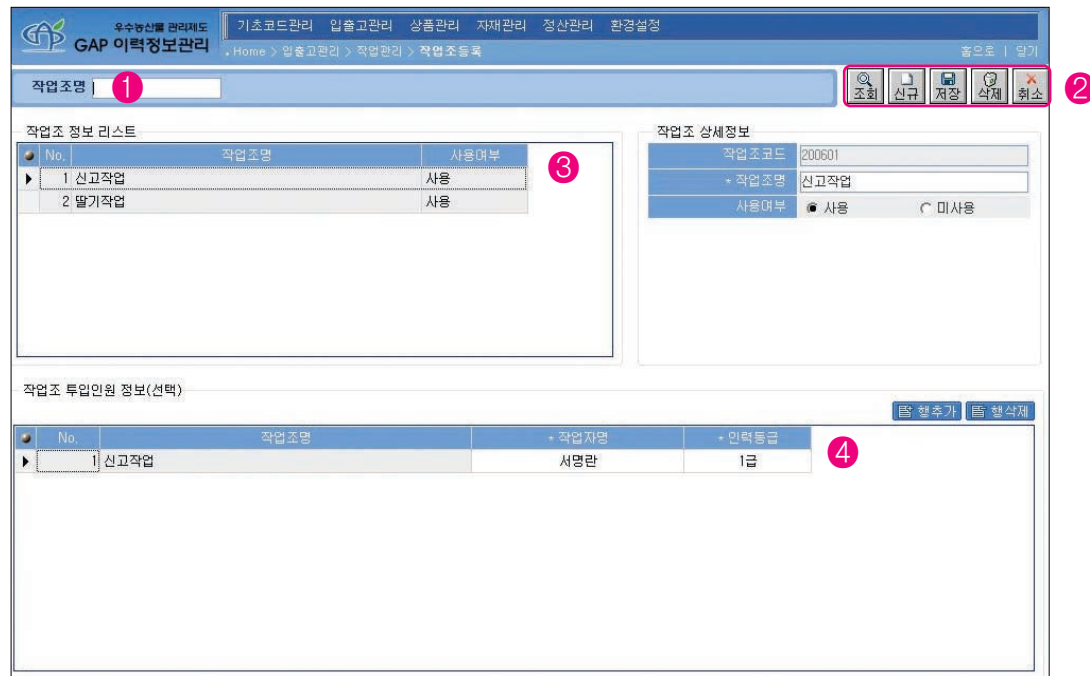 우수농산물 관리제도
GAP 이력정보관리
기초코드관리 입출고관리 상품관리 자재관리 정산관리 환경설정
Home > 입출고관리 > 작업관리 > 작업조등록
홈으로 | 닫기
작업조명
1
조회 신규 저장 삭제 취소
2
작업조 정보 리스트
No. 작업조명 사용여부
1 신고작업 사용
2 딸기작업 사용
3
작업조 상세정보
작업조코드 200601
* 작업조명 신고작업
사용여부 사용 미사용
작업조 투입인원 정보(선택)
행추가 행삭제
No. 작업조명 * 작업자명 * 인력등급
1 신고작업 서명란 1급
4